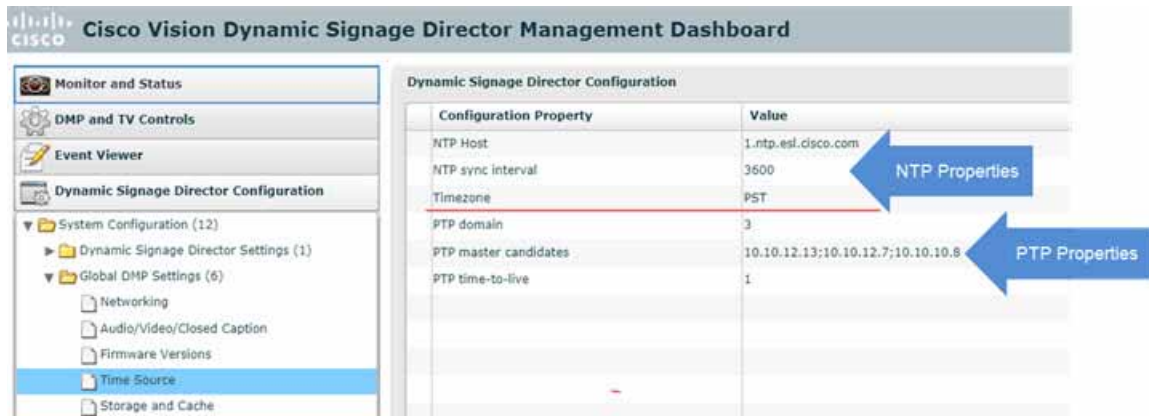 CISCO
Cisco Vision Dynamic Signage Director Management Dashboard
Monitor and Status
DMP and TV Controls
Event Viewer
Dynamic Signage Director Configuration
System Configuration (12)
Dynamic Signage Director Settings (1)
Global DMP Settings (6)
Networking
Audio/Video/Closed Caption
Firmware Versions
Time Source
Storage and Cache
Dynamic Signage Director Configuration
Configuration Property Value
NTP Host 1.ntp.esl.cisco.com
NTP sync interval 3600
Timezone PST
PTP domain 3
PTP master candidates 10.10.12.13;10.10.12.7;10.10.10.8
PTP time-to-live 1
NTP Properties
PTP Properties